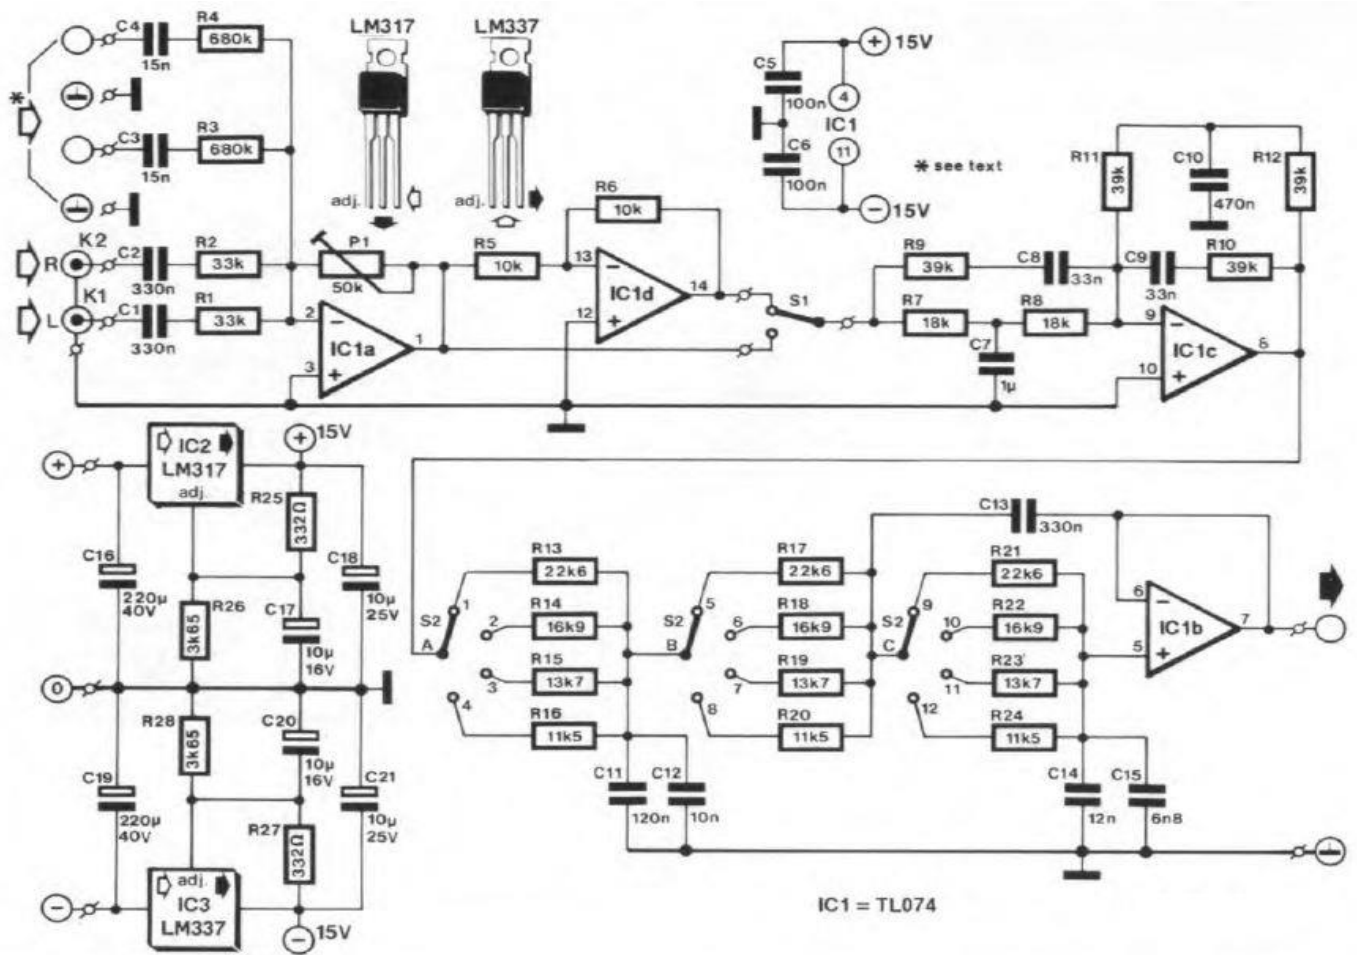 C4
R4
680k
15n
*
C3
R3
680k
15n
LM317
LM337
adj.
adj.
C5
100n
C6
100n
+ 15V
4
IC1
11
− 15V
* see text
R11
39k
C10
470n
R12
39k
R
K2
C2
330n
R2
33k
L
K1
C1
330n
R1
33k
P1
50k
R5
10k
R6
10k
2
−
3
+
IC1a
1
13
−
12
+
IC1d
14
S1
R9
39k
C8
33n
C9
33n
R10
39k
R7
18k
R8
18k
C7
1µ
9
−
10
+
IC1c
8
+
IC2
LM317
adj.
+ 15V
R25
332Ω
C16
220µ
40V
R26
3k65
C17
10µ
16V
C18
10µ
25V
0
R28
3k65
C20
10µ
16V
C19
220µ
40V
C21
10µ
25V
R27
332Ω
−
adj.
IC3
LM337
− 15V
S2
A
1
2
3
4
R13
22k6
R14
16k9
R15
13k7
R16
11k5
C11
120n
C12
10n
S2
B
5
6
7
8
R17
22k6
R18
16k9
R19
13k7
R20
11k5
C13
330n
S2
C
9
10
11
12
R21
22k6
R22
16k9
R23
13k7
R24
11k5
C14
12n
C15
6n8
6
−
5
+
IC1b
7
IC1 = TL074